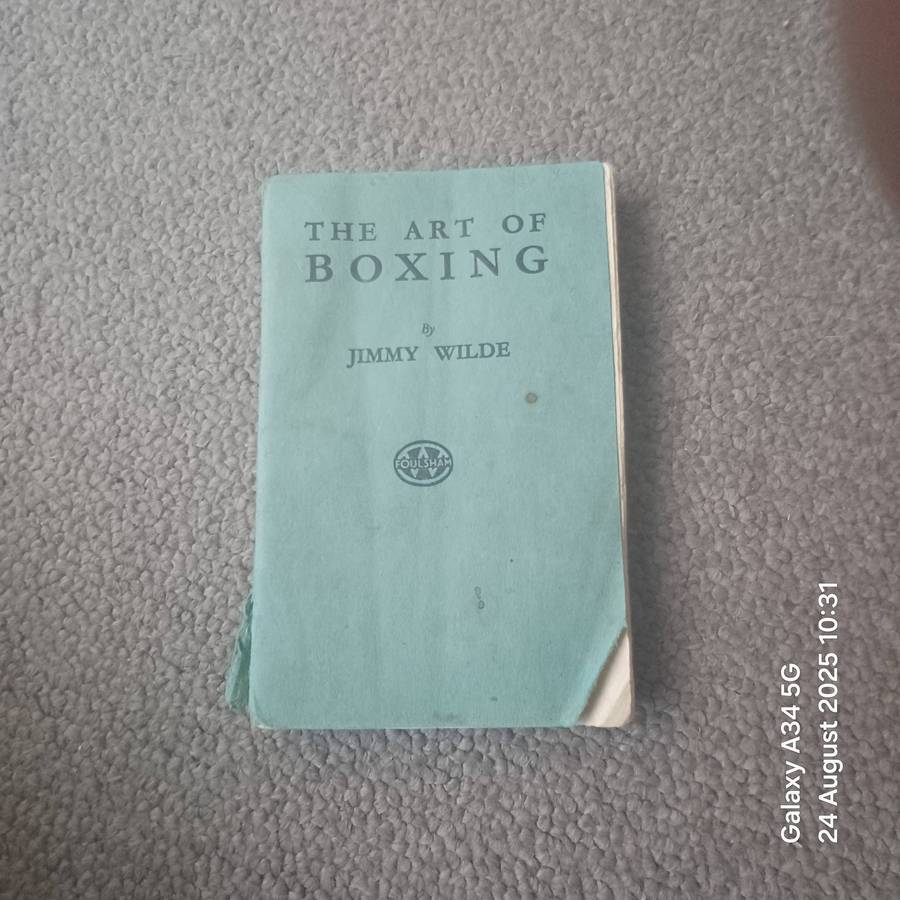 THE ART OF
BOXING
By
JIMMY WILDE
FOULSHAM
Galaxy A34 5G
24 August 2025 10:31